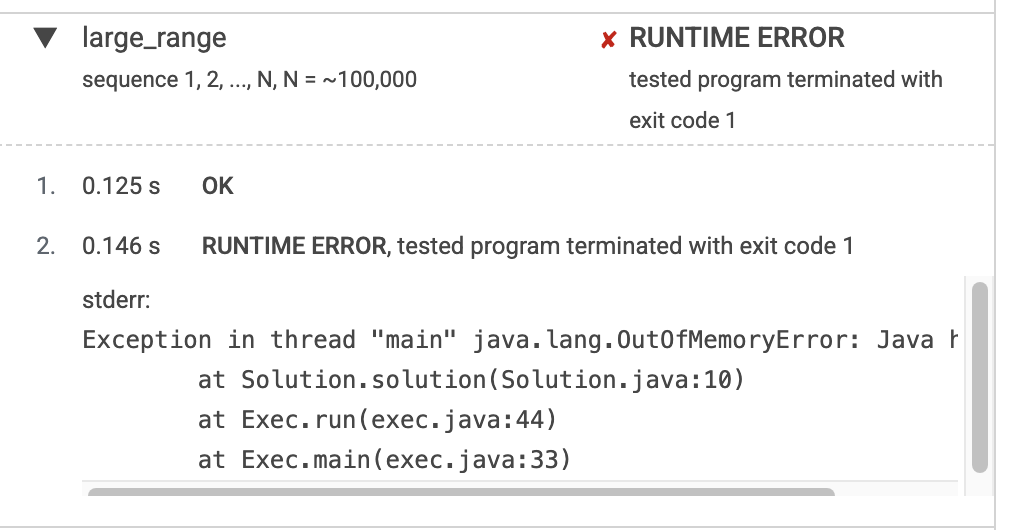 large_range
✘ RUNTIME ERROR
sequence 1, 2, ..., N, N = ~100,000
tested program terminated with
exit code 1
1. 0.125 s OK
2. 0.146 s RUNTIME ERROR, tested program terminated with exit code 1
stderr:
Exception in thread "main" java.lang.OutOfMemoryError: Java
at Solution.solution(Solution.java:10)
at Exec.run(exec.java:44)
at Exec.main(exec.java:33)